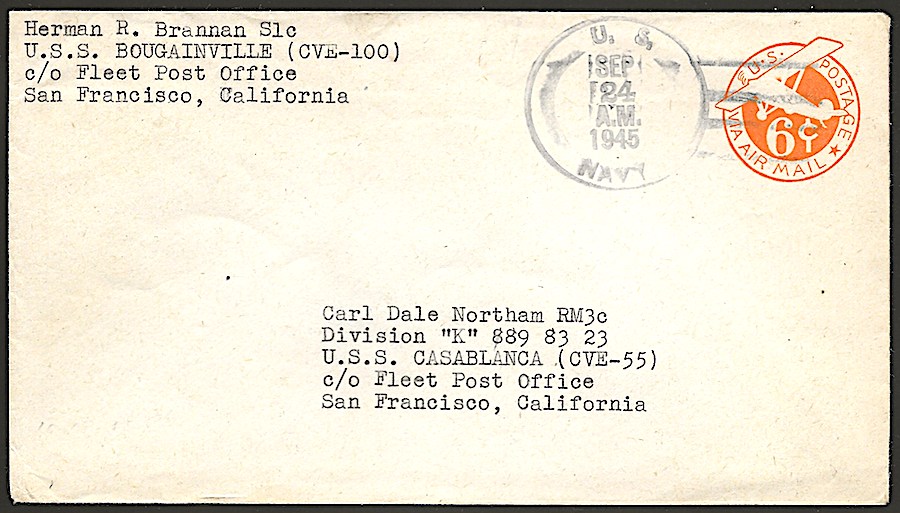 Herman R. Brannan Slc
U.S.S. BOUGAINVILLE (CVE-100)
c/o Fleet Post Office
San Francisco, California
U. S.
SEP
24
A.M.
1945
NAVY
U.S. POSTAGE
6¢
VIA AIR MAIL
Carl Dale Northam RM3c
Division "K" 889 83 23
U.S.S. CASABLANCA (CVE-55)
c/o Fleet Post Office
San Francisco, California